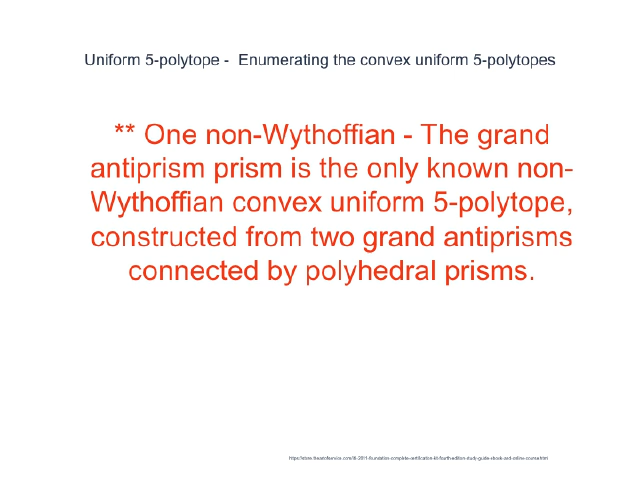 Uniform 5-polytope -  Enumerating the convex uniform 5-polytopes
** One non-Wythoffian - The grand
antiprism prism is the only known non-
Wythoffian convex uniform 5-polytope,
constructed from two grand antiprisms
connected by polyhedral prisms.